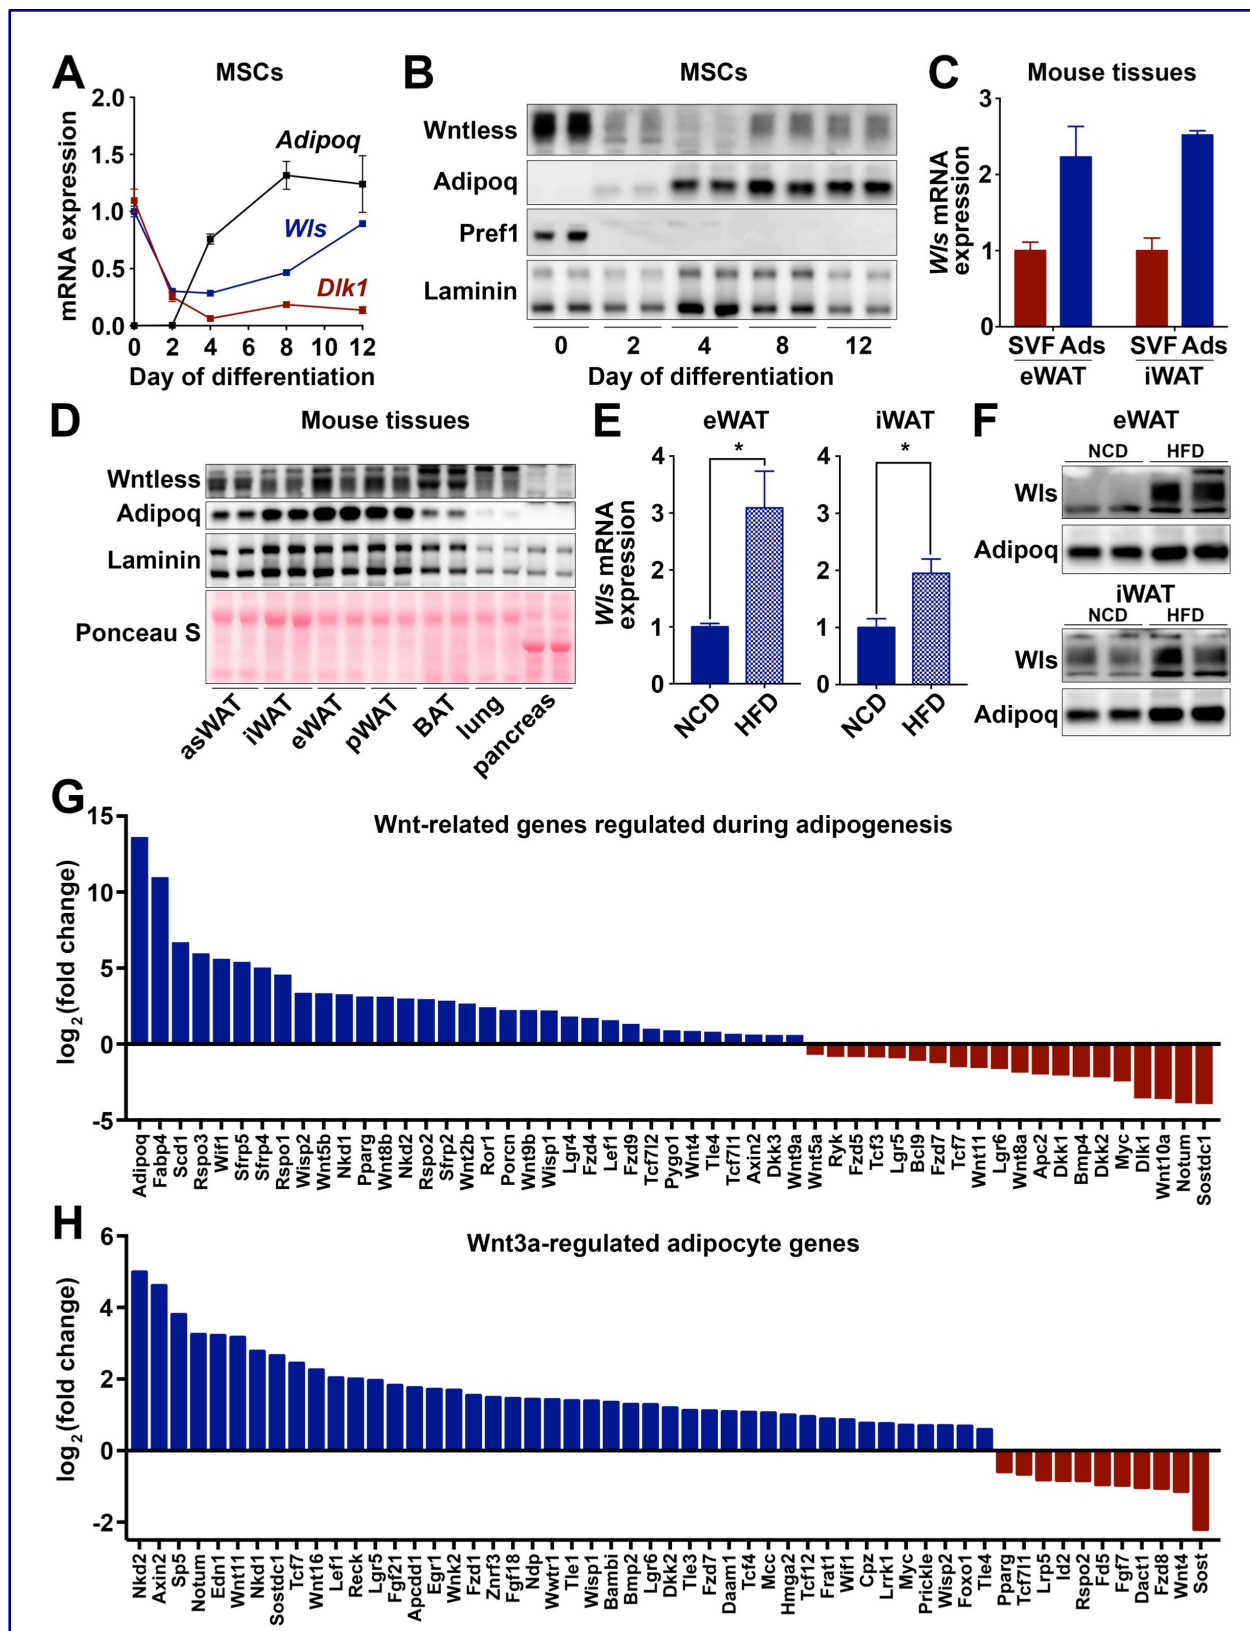 A
MSCs
mRNA expression
2.0
1.5
1.0
0.5
0.0
Adipoq
Wls
Dlk1
0 2 4 6 8 10 12
Day of differentiation
B
MSCs
Wntless
Adipoq
Pref1
Laminin
0 2 4 8 12
Day of differentiation
C
Mouse tissues
Wls mRNA
expression
3
2
1
0
SVF Ads SVF Ads
eWAT iWAT
D
Mouse tissues
Wntless
Adipoq
Laminin
Ponceau S
asWAT iWAT eWAT pWAT BAT lung pancreas
E
eWAT iWAT
Wls mRNA
expression
4 4
3 3
2 2
1 1
0 0
* *
NCD HFD NCD HFD
F
eWAT
NCD HFD
Wls
Adipoq
iWAT
NCD HFD
Wls
Adipoq
G
Wnt-related genes regulated during adipogenesis
log2(fold change)
15
10
5
0
-5
Adipoq Fabp4 Scd1 Rspo3 Wif1 Sfrp5 Sfrp4 Rspo1 Wisp2 Wnt5b Nkd1 Pparg Wnt8b Nkd2 Rspo2 Sfrp2 Wnt2b Ror1 Porcn Wnt9b Wisp1 Lgr4 Fzd4 Lef1 Fzd9 Tcf7l2 Pygo1 Wnt4 Tle4 Tcf7l1 Axin2 Dkk3 Wnt9a Wnt5a Ryk Fzd5 Tcf3 Lgr5 Bcl9 Fzd7 Tcf7 Wnt11 Lgr6 Wnt8a Apc2 Dkk1 Bmp4 Dkk2 Myc Dlk1 Wnt10a Notum Sostdc1
H
Wnt3a-regulated adipocyte genes
log2(fold change)
6
4
2
0
-2
Nkd2 Axin2 Sp5 Notum Edn1 Wnt11 Nkd1 Sostdc1 Tcf7 Wnt16 Lef1 Reck Lgr5 Fgf21 Apcdd1 Egr1 Wnk2 Fzd1 Znrf3 Fgf18 Ndp Wwtr1 Tle1 Wisp1 Bambi Bmp2 Lgr6 Dkk2 Tle3 Fzd7 Daam1 Tcf4 Mcc Hmga2 Tcf12 Frat1 Wif1 Cpz Lrrk1 Myc Prickle Wisp2 Foxo1 Tle4 Pparg Tcf7l1 Lrp5 Id2 Rspo2 Fd5 Fgf7 Dact1 Fzd8 Wnt4 Sost